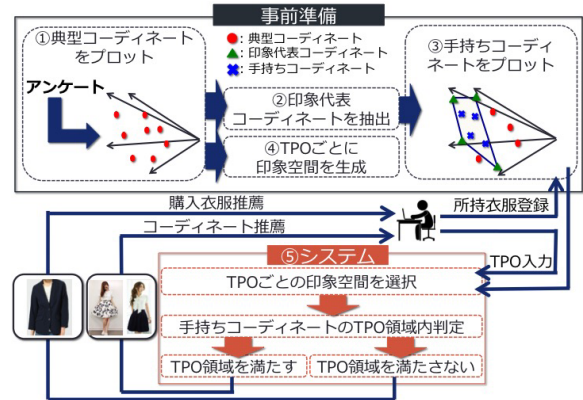 事前準備
①典型コーディネート
をプロット
アンケート
●: 典型コーディネート
▲: 印象代表コーディネート
✖: 手持ちコーディネート
②印象代表
コーディネートを抽出
④TPOごとに
印象空間を生成
③手持ちコーディ
ネートをプロット
購入衣服推薦
コーディネート推薦
所持衣服登録
TPO入力
⑤システム
TPOごとの印象空間を選択
手持ちコーディネートのTPO領域内判定
TPO領域を満たす
TPO領域を満たさない